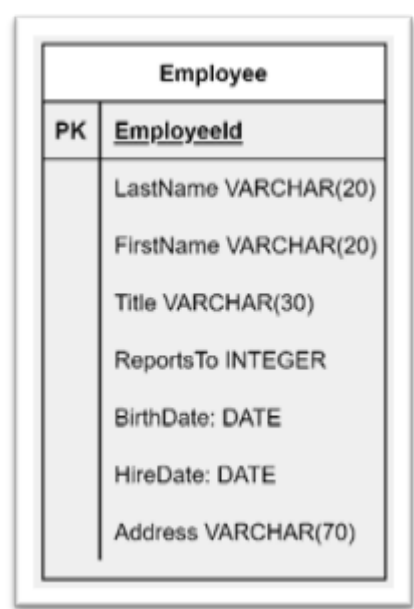 Employee
PK EmployeeId
LastName VARCHAR(20)
FirstName VARCHAR(20)
Title VARCHAR(30)
ReportsTo INTEGER
BirthDate: DATE
HireDate: DATE
Address VARCHAR(70)